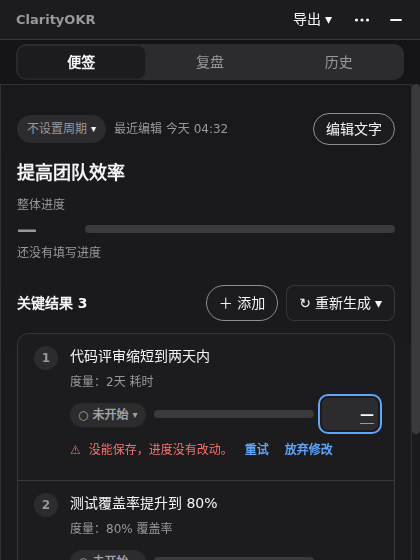 ClarityOKR 导出 ▾ ··· —
便签 复盘 历史
不设置周期 ▾ 最近编辑 今天 04:32 编辑文字
提高团队效率
整体进度
—
还没有填写进度
关键结果 3 ＋ 添加 ↻ 重新生成 ▾
1 代码评审缩短到两天内
度量：2天 耗时
○ 未开始 ▾ —
⚠ 没能保存，进度没有改动。 重试 放弃修改
2 测试覆盖率提升到 80%
度量：80% 覆盖率
○ 未开始 ▾